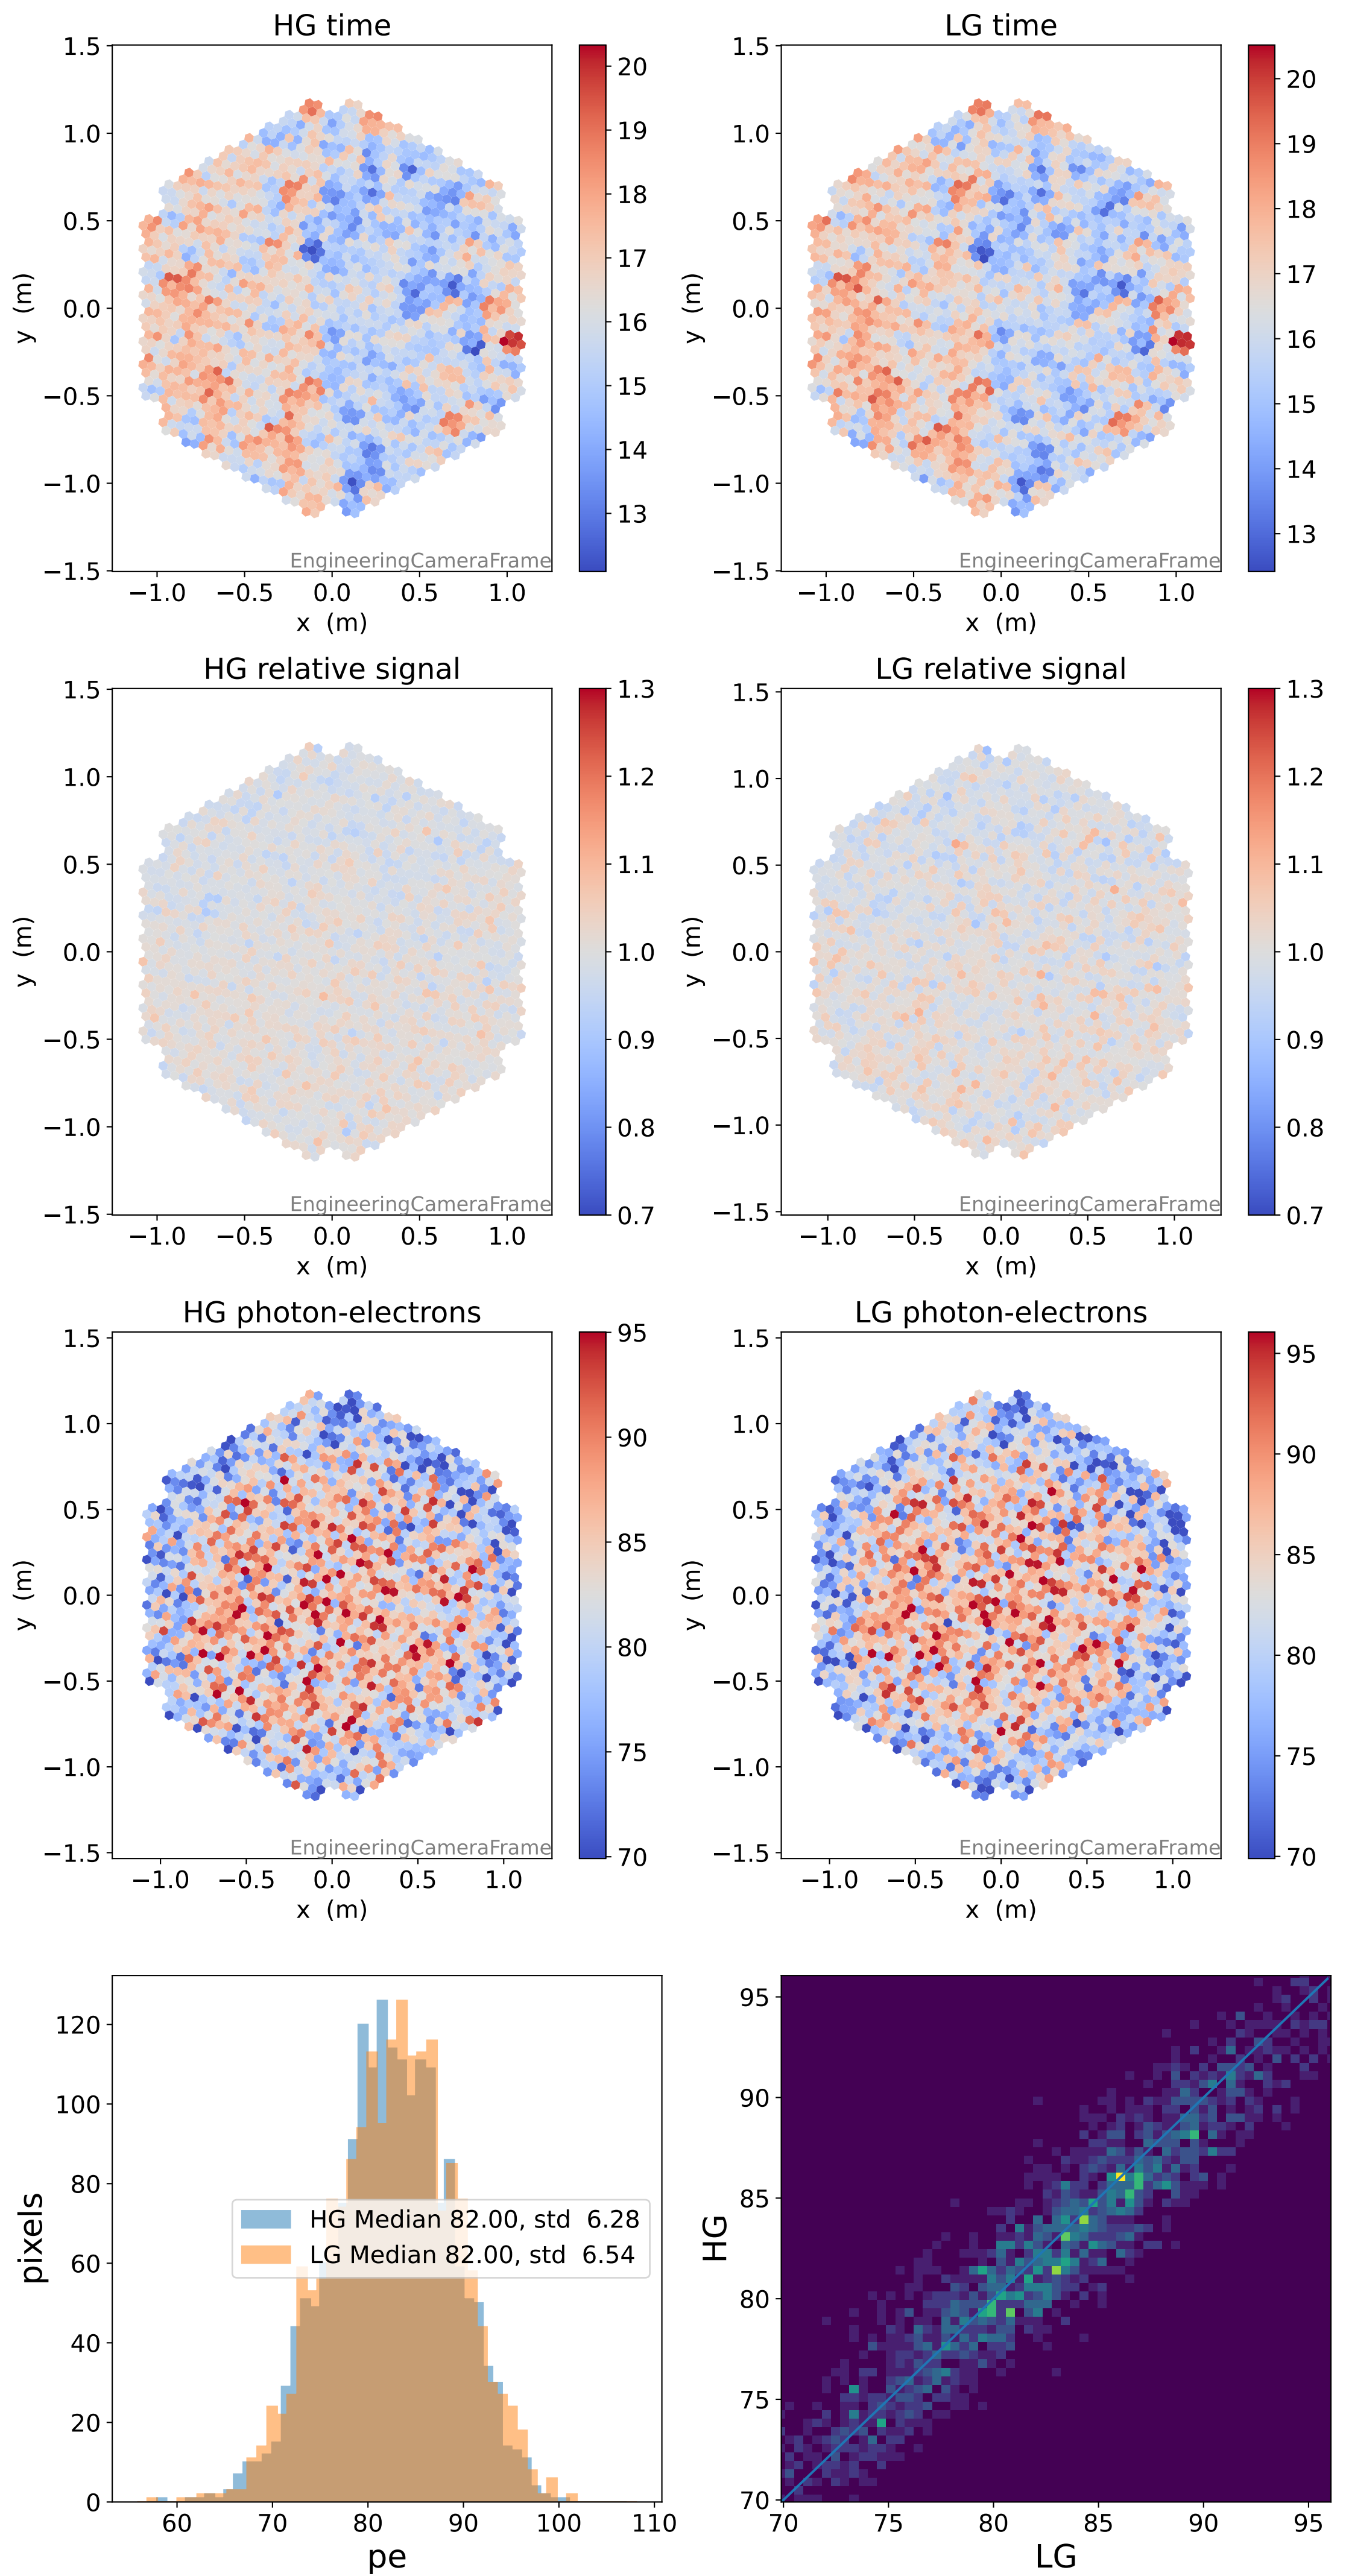 HG time
LG time
1.5
1.0
0.5
0.0
−0.5
−1.0
−1.5
y (m)
−1.0 −0.5 0.0 0.5 1.0
x (m)
EngineeringCameraFrame
20
19
18
17
16
15
14
13
1.5
1.0
0.5
0.0
−0.5
−1.0
−1.5
y (m)
−1.0 −0.5 0.0 0.5 1.0
x (m)
EngineeringCameraFrame
20
19
18
17
16
15
14
13
HG relative signal
LG relative signal
1.5
1.0
0.5
0.0
−0.5
−1.0
−1.5
y (m)
−1.0 −0.5 0.0 0.5 1.0
x (m)
EngineeringCameraFrame
1.3
1.2
1.1
1.0
0.9
0.8
0.7
1.5
1.0
0.5
0.0
−0.5
−1.0
−1.5
y (m)
−1.0 −0.5 0.0 0.5 1.0
x (m)
EngineeringCameraFrame
1.3
1.2
1.1
1.0
0.9
0.8
0.7
HG photon-electrons
LG photon-electrons
1.5
1.0
0.5
0.0
−0.5
−1.0
−1.5
y (m)
−1.0 −0.5 0.0 0.5 1.0
x (m)
EngineeringCameraFrame
95
90
85
80
75
70
1.5
1.0
0.5
0.0
−0.5
−1.0
−1.5
y (m)
−1.0 −0.5 0.0 0.5 1.0
x (m)
EngineeringCameraFrame
95
90
85
80
75
70
120
100
80
60
40
20
0
pixels
HG Median 82.00, std 6.28
LG Median 82.00, std 6.54
60 70 80 90 100 110
pe
95
90
85
80
75
70
HG
70 75 80 85 90 95
LG